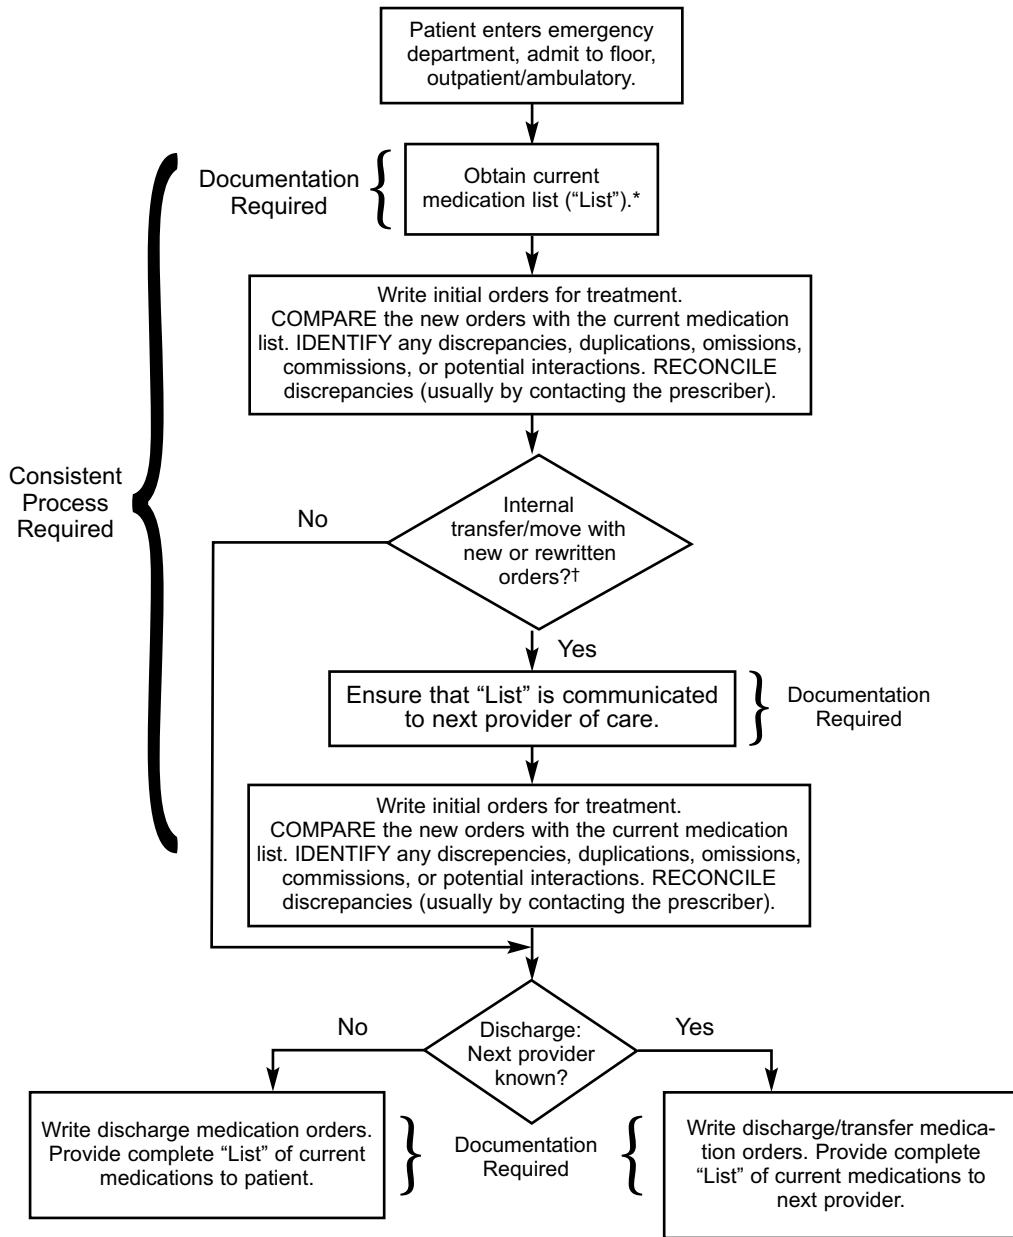 Patient enters emergency
department, admit to floor,
outpatient/ambulatory.
Documentation
Required
Obtain current
medication list (“List”).*
Write initial orders for treatment.
COMPARE the new orders with the current medication
list. IDENTIFY any discrepancies, duplications, omissions,
commissions, or potential interactions. RECONCILE
discrepancies (usually by contacting the prescriber).
Consistent
Process
Required
No
Internal
transfer/move with
new or rewritten
orders?†
Yes
Ensure that “List” is communicated
to next provider of care.
Documentation
Required
Write initial orders for treatment.
COMPARE the new orders with the current medication
list. IDENTIFY any discrepencies, duplications, omissions,
commissions, or potential interactions. RECONCILE
discrepancies (usually by contacting the prescriber).
No
Discharge:
Next provider
known?
Yes
Write discharge medication orders.
Provide complete “List” of current
medications to patient.
Documentation
Required
Write discharge/transfer medica-
tion orders. Provide complete
“List” of current medications to
next provider.